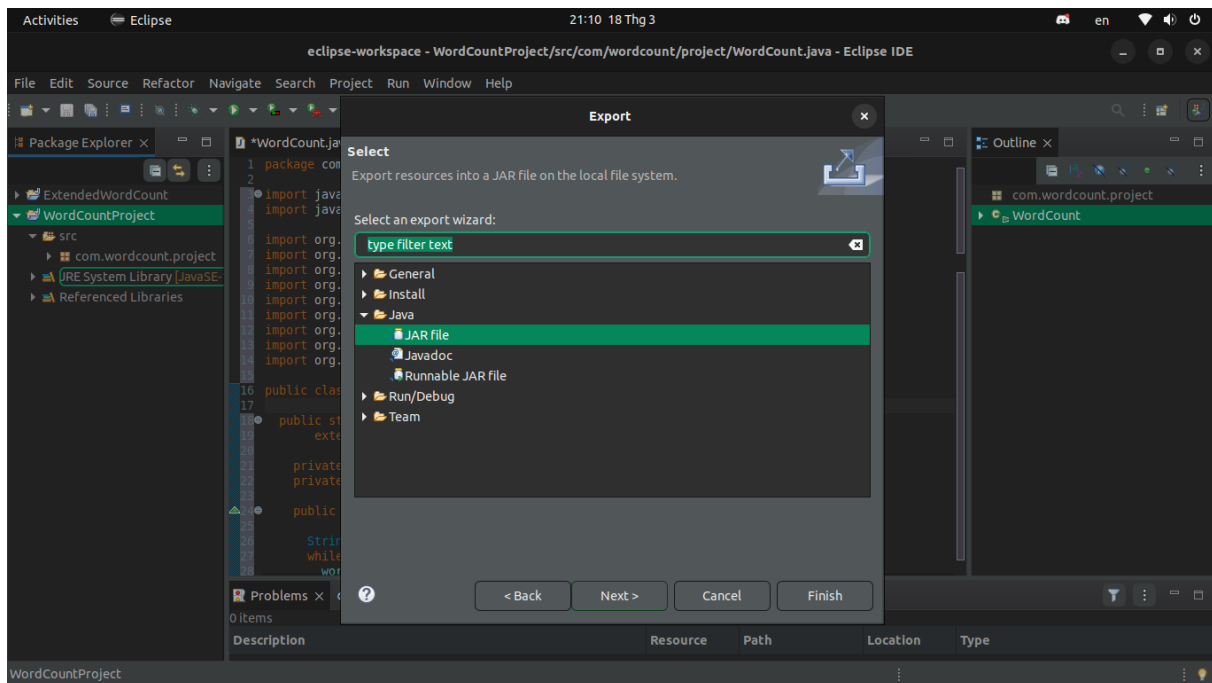 Activities Eclipse 21:10 18 Thg 3 en
eclipse-workspace - WordCountProject/src/com/wordcount/project/WordCount.java - Eclipse IDE
File Edit Source Refactor Navigate Search Project Run Window Help
Package Explorer
ExtendedWordCount
WordCountProject
src
com.wordcount.project
JRE System Library [JavaSE-
Referenced Libraries
*WordCount.jav
1 package com
2
3 import java
4 import java
5
6 import org.
7 import org.
8 import org.
9 import org.
10 import org.
11 import org.
12 import org.
13 import org.
14 import org.
15
16 public clas
17
18 public st
19 exte
20
21 private
22 private
23
24 public
25
26 Strin
27 while
28 wor
Export
Select
Export resources into a JAR file on the local file system.
Select an export wizard:
type filter text
General
Install
Java
JAR file
Javadoc
Runnable JAR file
Run/Debug
Team
? < Back Next > Cancel Finish
Outline
com.wordcount.project
WordCount
Problems
0 items
Description Resource Path Location Type
WordCountProject